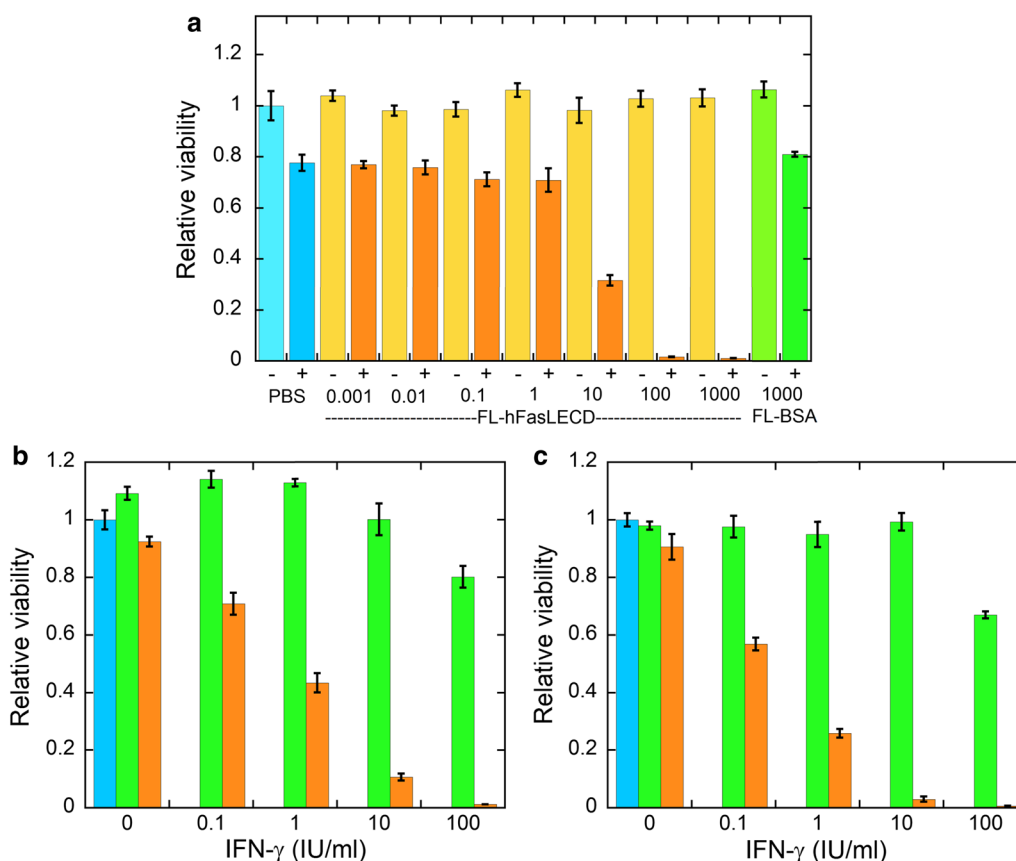 a
Relative viability
1.2
1
0.8
0.6
0.4
0.2
0
- + - + - + - + - + - + - + - + - +
PBS 0.001 0.01 0.1 1 10 100 1000 1000
-----------------------FL-hFasLECD----------------------- FL-BSA
b
Relative viability
1.2
1
0.8
0.6
0.4
0.2
0
0 0.1 1 10 100
IFN-γ (IU/ml)
c
Relative viability
1.2
1
0.8
0.6
0.4
0.2
0
0 0.1 1 10 100
IFN-γ (IU/ml)